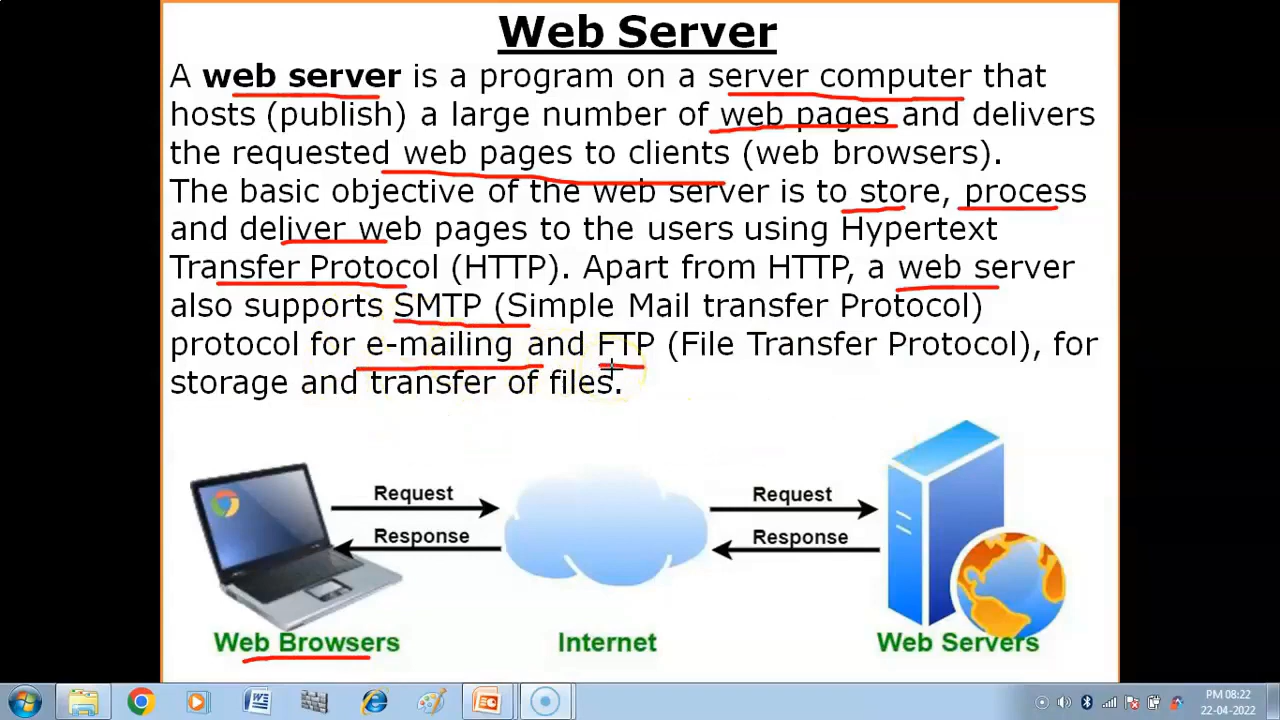 Web Server
A web server is a program on a server computer that
hosts (publish) a large number of web pages and delivers
the requested web pages to clients (web browsers).
The basic objective of the web server is to store, process
and deliver web pages to the users using Hypertext
Transfer Protocol (HTTP). Apart from HTTP, a web server
also supports SMTP (Simple Mail transfer Protocol)
protocol for e-mailing and FTP (File Transfer Protocol), for
storage and transfer of files.
Request
Response
Request
Response
Web Browsers
Internet
Web Servers
PM 08:22
22-04-2022